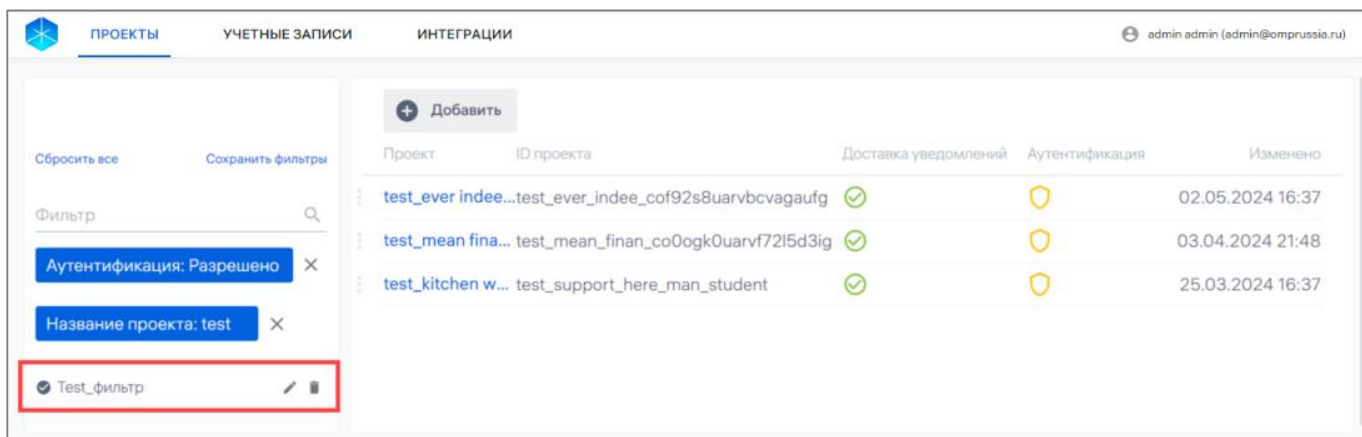 ПРОЕКТЫ УЧЕТНЫЕ ЗАПИСИ ИНТЕГРАЦИИ admin admin (admin@omprussia.ru)
Сбросить все Сохранить фильтры
Фильтр
Аутентификация: Разрешено
Название проекта: test
Test_фильтр
Добавить
Проект ID проекта Доставка уведомлений Аутентификация Изменено
test_ever indee... test_ever_indee_cof92s8uarvbcvagaufg 02.05.2024 16:37
test_mean fina... test_mean_finan_co0ogk0uarvf72l5d3ig 03.04.2024 21:48
test_kitchen w... test_support_here_man_student 25.03.2024 16:37